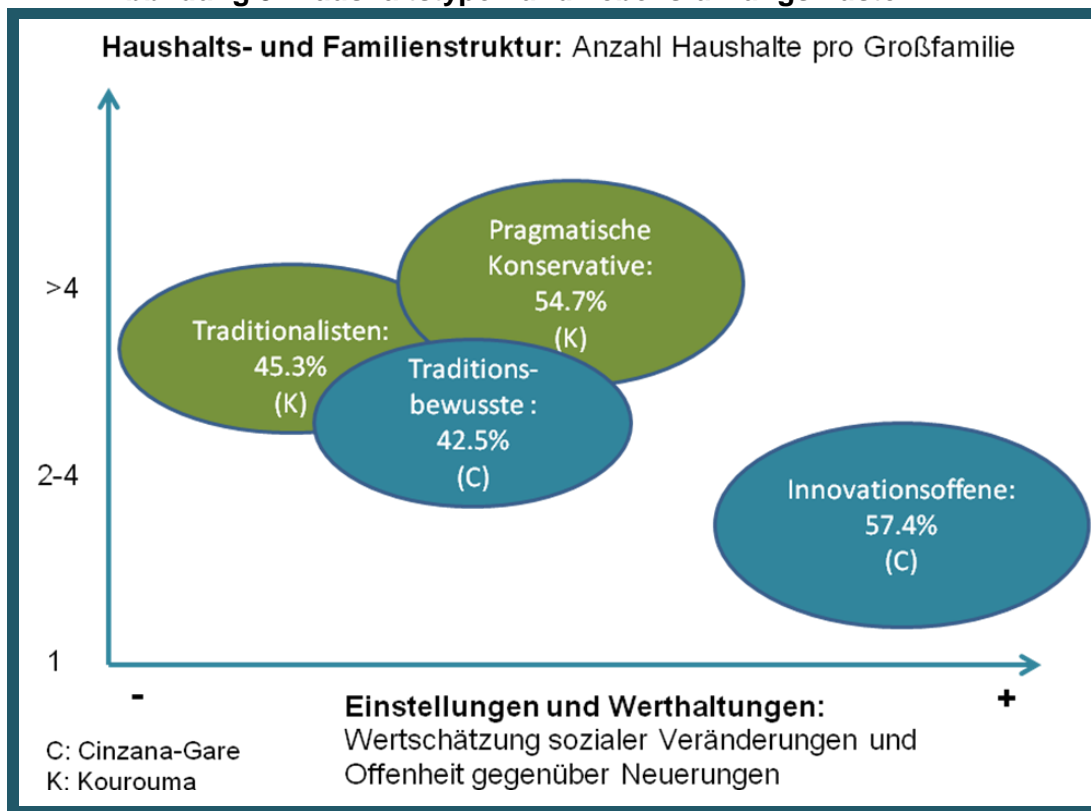 Haushalts- und Familienstruktur: Anzahl Haushalte pro Großfamilie
>4
2-4
1
Pragmatische
Konservative:
54.7%
(K)
Traditionalisten:
45.3%
(K)
Traditions-
bewusste :
42.5%
(C)
Innovationsoffene:
57.4%
(C)
-
+
Einstellungen und Werthaltungen:
Wertschätzung sozialer Veränderungen und
Offenheit gegenüber Neuerungen
C: Cinzana-Gare
K: Kourouma